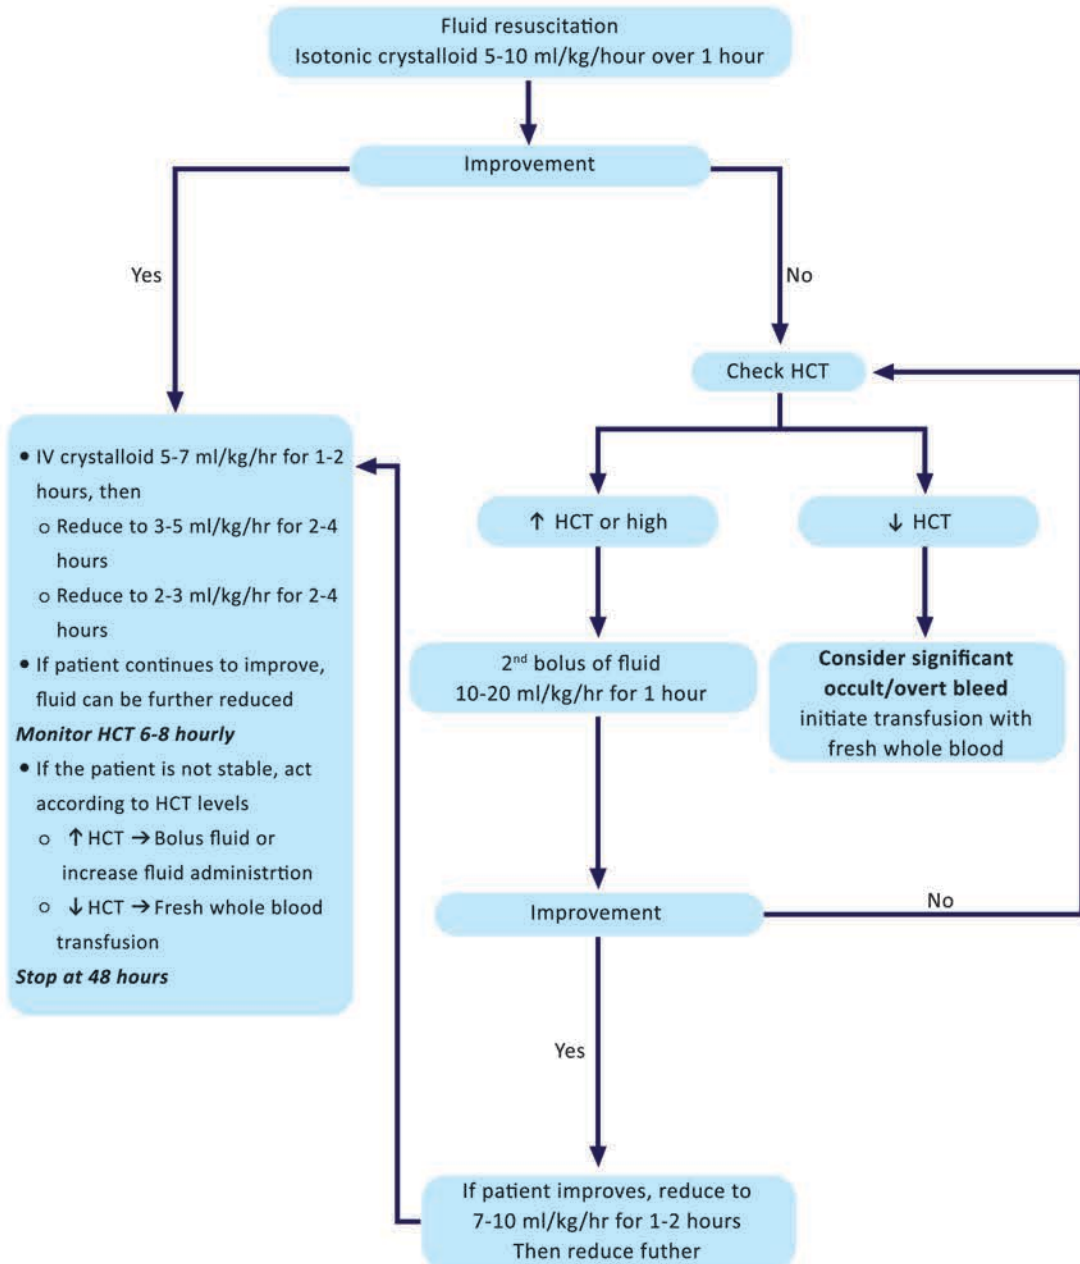 Fluid resuscitation
Isotonic crystalloid 5-10 ml/kg/hour over 1 hour
Improvement
Yes
No
Check HCT
• IV crystalloid 5-7 ml/kg/hr for 1-2
hours, then
o Reduce to 3-5 ml/kg/hr for 2-4
hours
o Reduce to 2-3 ml/kg/hr for 2-4
hours
• If patient continues to improve,
fluid can be further reduced
Monitor HCT 6-8 hourly
• If the patient is not stable, act
according to HCT levels
o ↑ HCT → Bolus fluid or
increase fluid administrtion
o ↓ HCT → Fresh whole blood
transfusion
Stop at 48 hours
↑ HCT or high
↓ HCT
2nd bolus of fluid
10-20 ml/kg/hr for 1 hour
Consider significant
occult/overt bleed
initiate transfusion with
fresh whole blood
Improvement
No
Yes
If patient improves, reduce to
7-10 ml/kg/hr for 1-2 hours
Then reduce futher